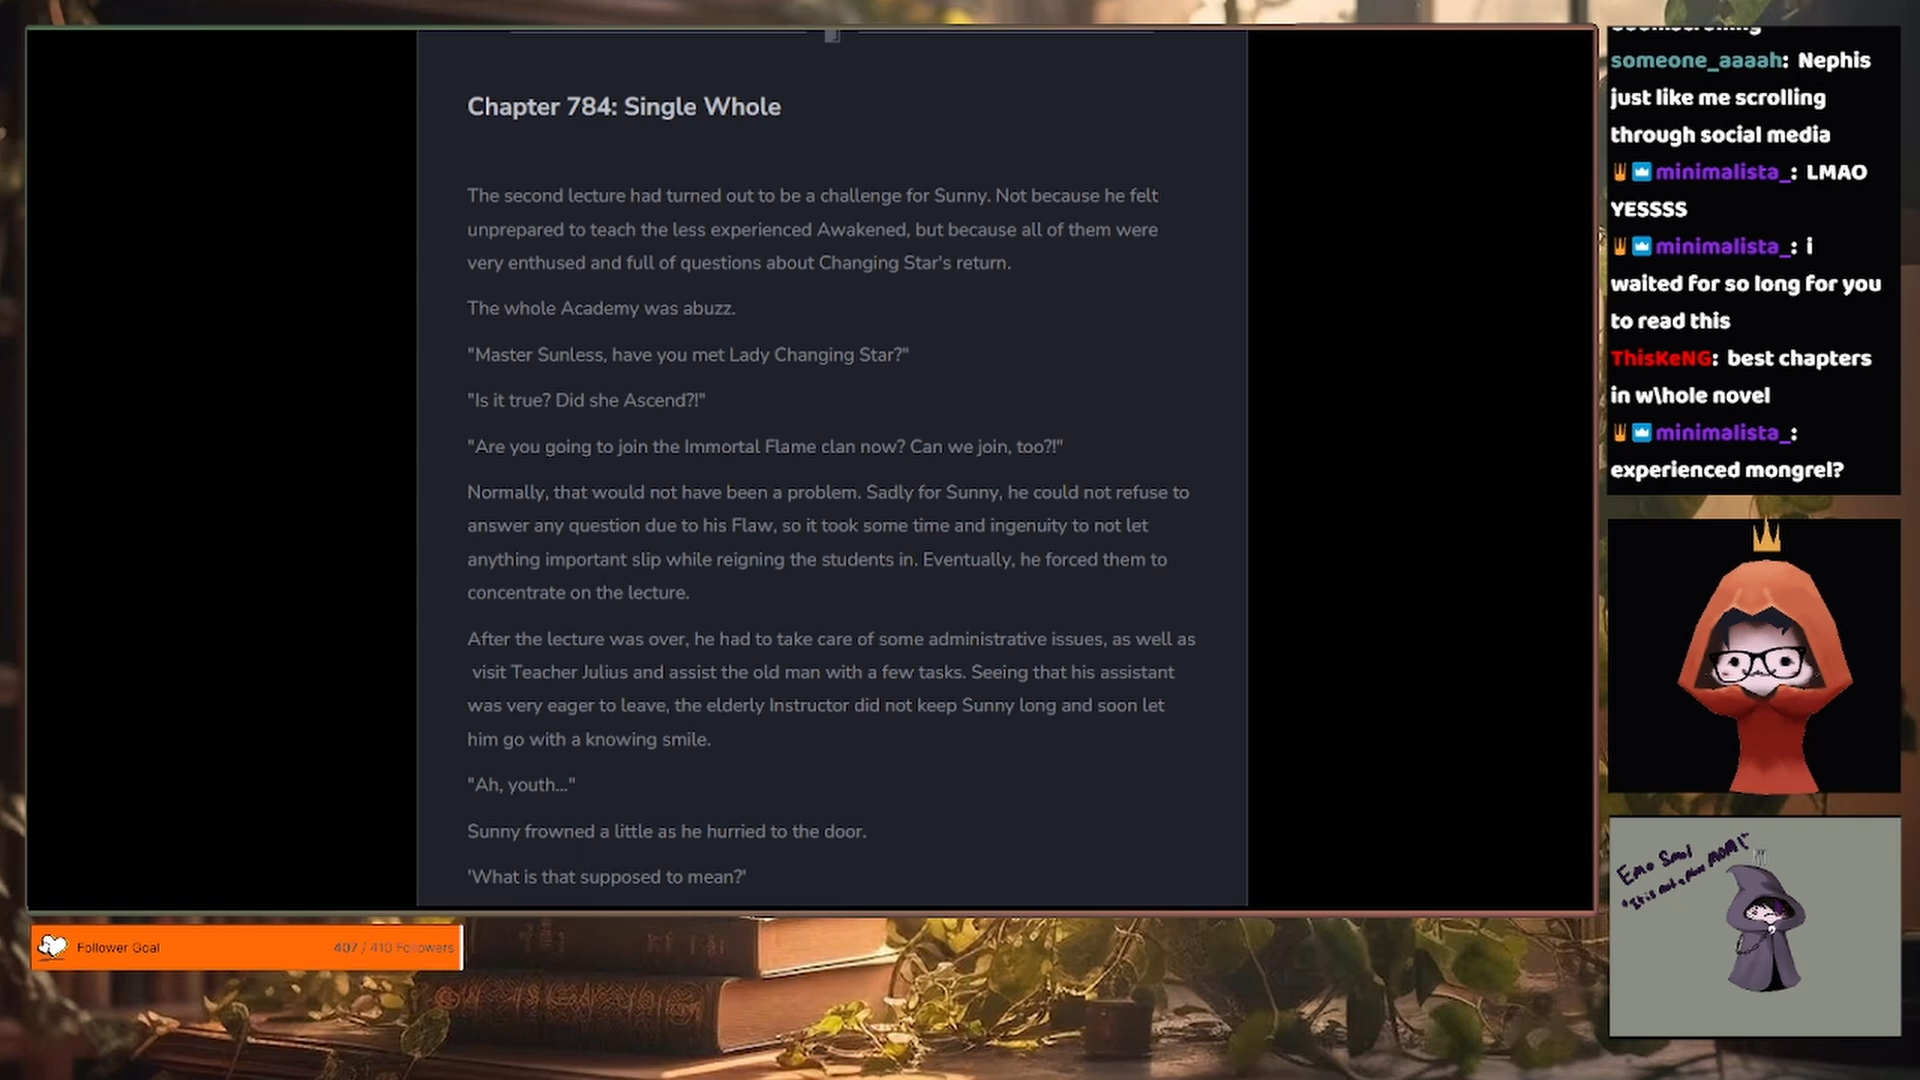 Chapter 784: Single Whole
The second lecture had turned out to be a challenge for Sunny. Not because he felt
unprepared to teach the less experienced Awakened, but because all of them were
very enthused and full of questions about Changing Star's return.
The whole Academy was abuzz.
"Master Sunless, have you met Lady Changing Star?"
"Is it true? Did she Ascend?!"
"Are you going to join the Immortal Flame clan now? Can we join, too?!"
Normally, that would not have been a problem. Sadly for Sunny, he could not refuse to
answer any question due to his Flaw, so it took some time and ingenuity to not let
anything important slip while reigning the students in. Eventually, he forced them to
concentrate on the lecture.
After the lecture was over, he had to take care of some administrative issues, as well as
visit Teacher Julius and assist the old man with a few tasks. Seeing that his assistant
was very eager to leave, the elderly Instructor did not keep Sunny long and soon let
him go with a knowing smile.
"Ah, youth..."
Sunny frowned a little as he hurried to the door.
'What is that supposed to mean?'
someone_aaaah: Nephis
just like me scrolling
through social media
minimalista_: LMAO
YESSSS
minimalista_: i
waited for so long for you
to read this
ThisKeNG: best chapters
in w\hole novel
minimalista_:
experienced mongrel?
Emo Smol
"It is not a phase MOM!"
Follower Goal
407 / 410 Followers